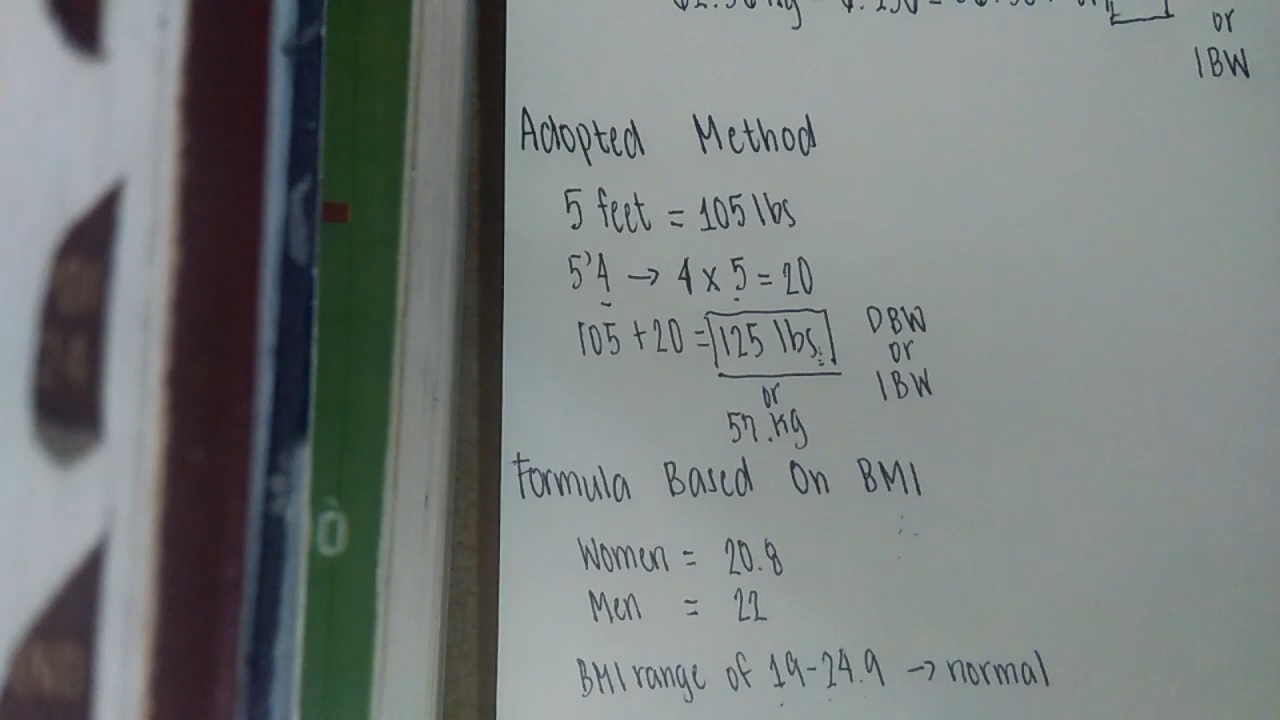 or
IBW
Adopted Method
5 feet = 105 lbs
5'4 → 4 x 5 = 20
105 + 20 = 125 lbs.
DBW
or
IBW
or
57.kg
Formula Based On BMI
Women = 20.8
Men = 22
BMI range of 19-24.9 → normal